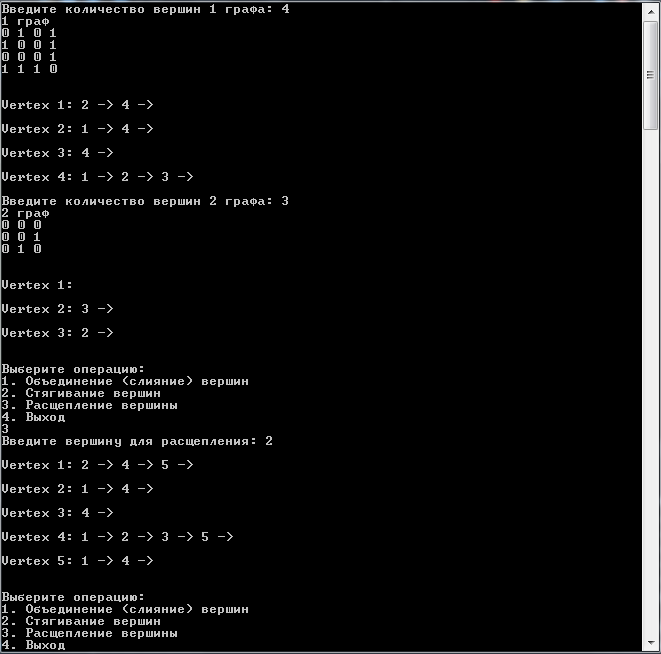 Введите количество вершин 1 графа: 4
1 граф
0 1 0 1
1 0 0 1
0 0 0 1
1 1 1 0
Vertex 1: 2 -> 4 ->
Vertex 2: 1 -> 4 ->
Vertex 3: 4 ->
Vertex 4: 1 -> 2 -> 3 ->
Введите количество вершин 2 графа: 3
2 граф
0 0 0
0 0 1
0 1 0
Vertex 1:
Vertex 2: 3 ->
Vertex 3: 2 ->
Выберите операцию:
1. Объединение (слияние) вершин
2. Стягивание вершин
3. Расщепление вершины
4. Выход
3
Введите вершину для расщепления: 2
Vertex 1: 2 -> 4 -> 5 ->
Vertex 2: 1 -> 4 ->
Vertex 3: 4 ->
Vertex 4: 1 -> 2 -> 3 -> 5 ->
Vertex 5: 1 -> 4 ->
Выберите операцию:
1. Объединение (слияние) вершин
2. Стягивание вершин
3. Расщепление вершины
4. Выход